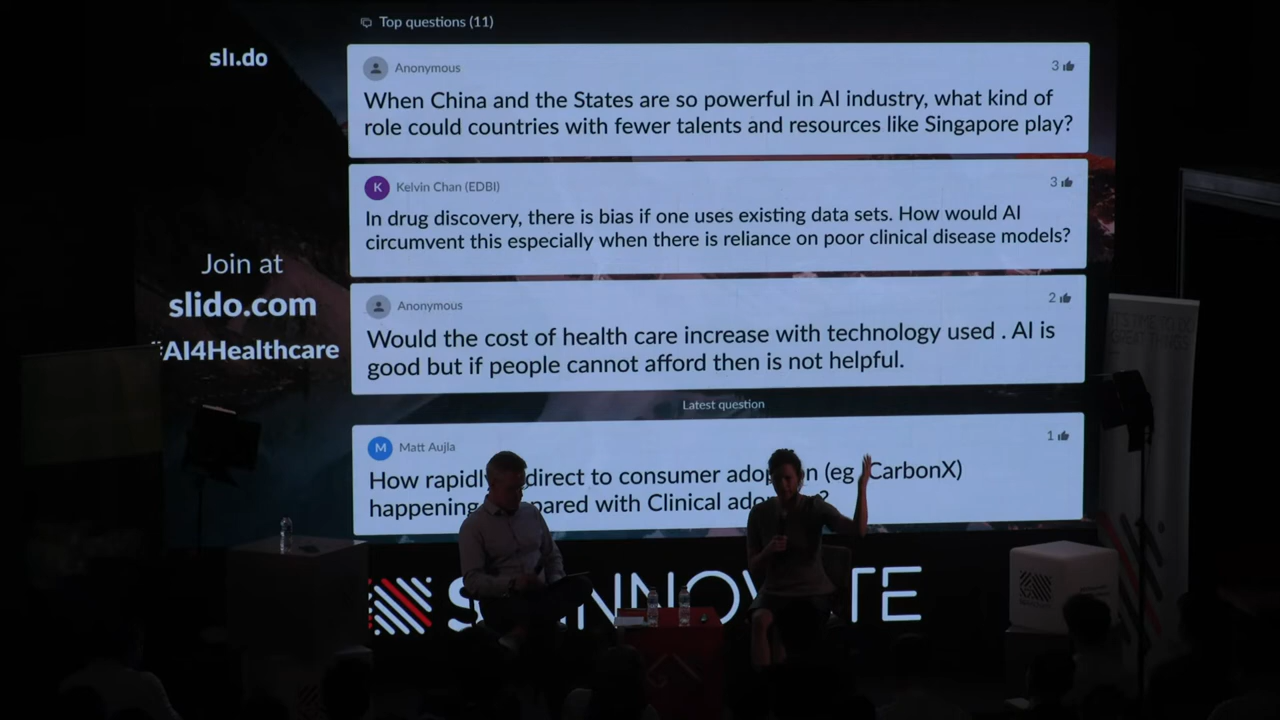 Top questions (11)
sli.do
Anonymous
3
When China and the States are so powerful in AI industry, what kind of
role could countries with fewer talents and resources like Singapore play?
K
Kelvin Chan (EDBI)
3
In drug discovery, there is bias if one uses existing data sets. How would AI
circumvent this especially when there is reliance on poor clinical disease models?
Join at
slido.com
#AI4Healthcare
Anonymous
2
Would the cost of health care increase with technology used . AI is
good but if people cannot afford then is not helpful.
Latest question
M
Matt Aujla
1
How rapidly direct to consumer (eg CarbonX)
happening with Clinical